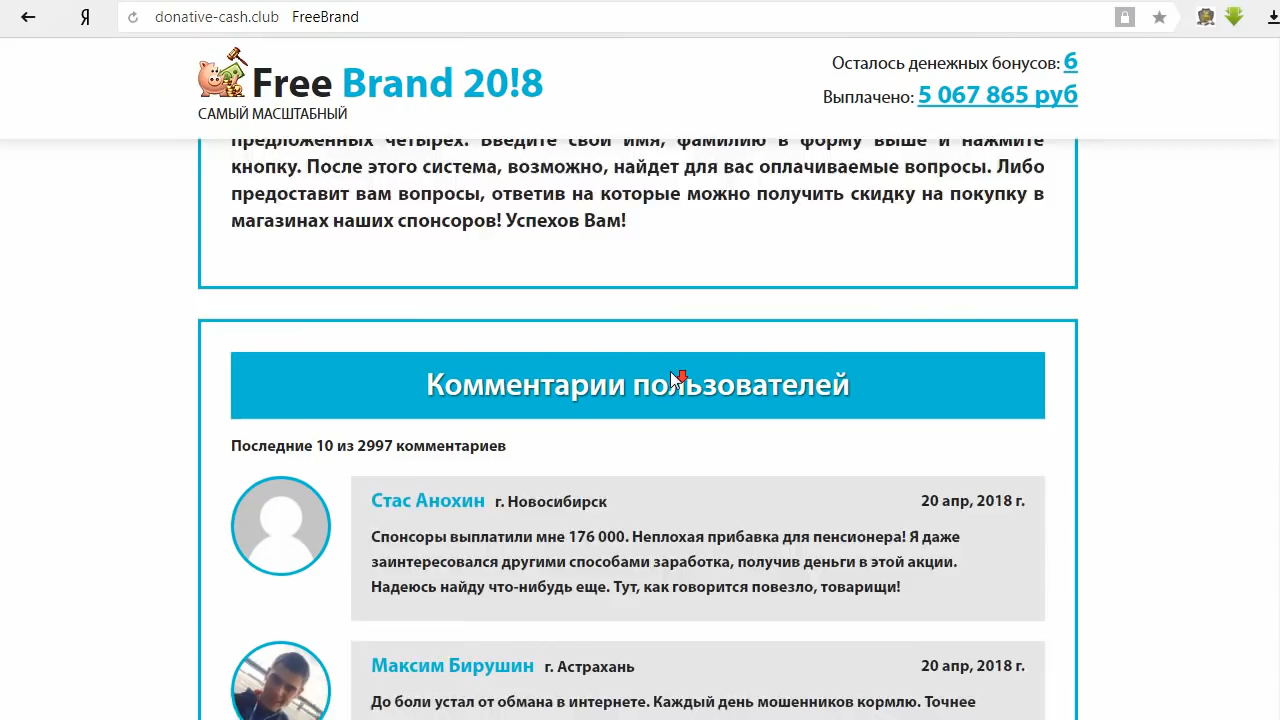 Я
donative-cash.club FreeBrand
Free Brand 20!8
САМЫЙ МАСШТАБНЫЙ
Осталось денежных бонусов: 6
Выплачено: 5 067 865 руб
предложенных четырех. Введите свои имя, фамилию в форму выше и нажмите
кнопку. После этого система, возможно, найдет для вас оплачиваемые вопросы. Либо
предоставит вам вопросы, ответив на которые можно получить скидку на покупку в
магазинах наших спонсоров! Успехов Вам!
Комментарии пользователей
Последние 10 из 2997 комментариев
Стас Анохин г. Новосибирск 20 апр, 2018 г.
Спонсоры выплатили мне 176 000. Неплохая прибавка для пенсионера! Я даже
заинтересовался другими способами заработка, получив деньги в этой акции.
Надеюсь найду что-нибудь еще. Тут, как говорится повезло, товарищи!
Максим Бирушин г. Астрахань 20 апр, 2018 г.
До боли устал от обмана в интернете. Каждый день мошенников кормлю. Точнее